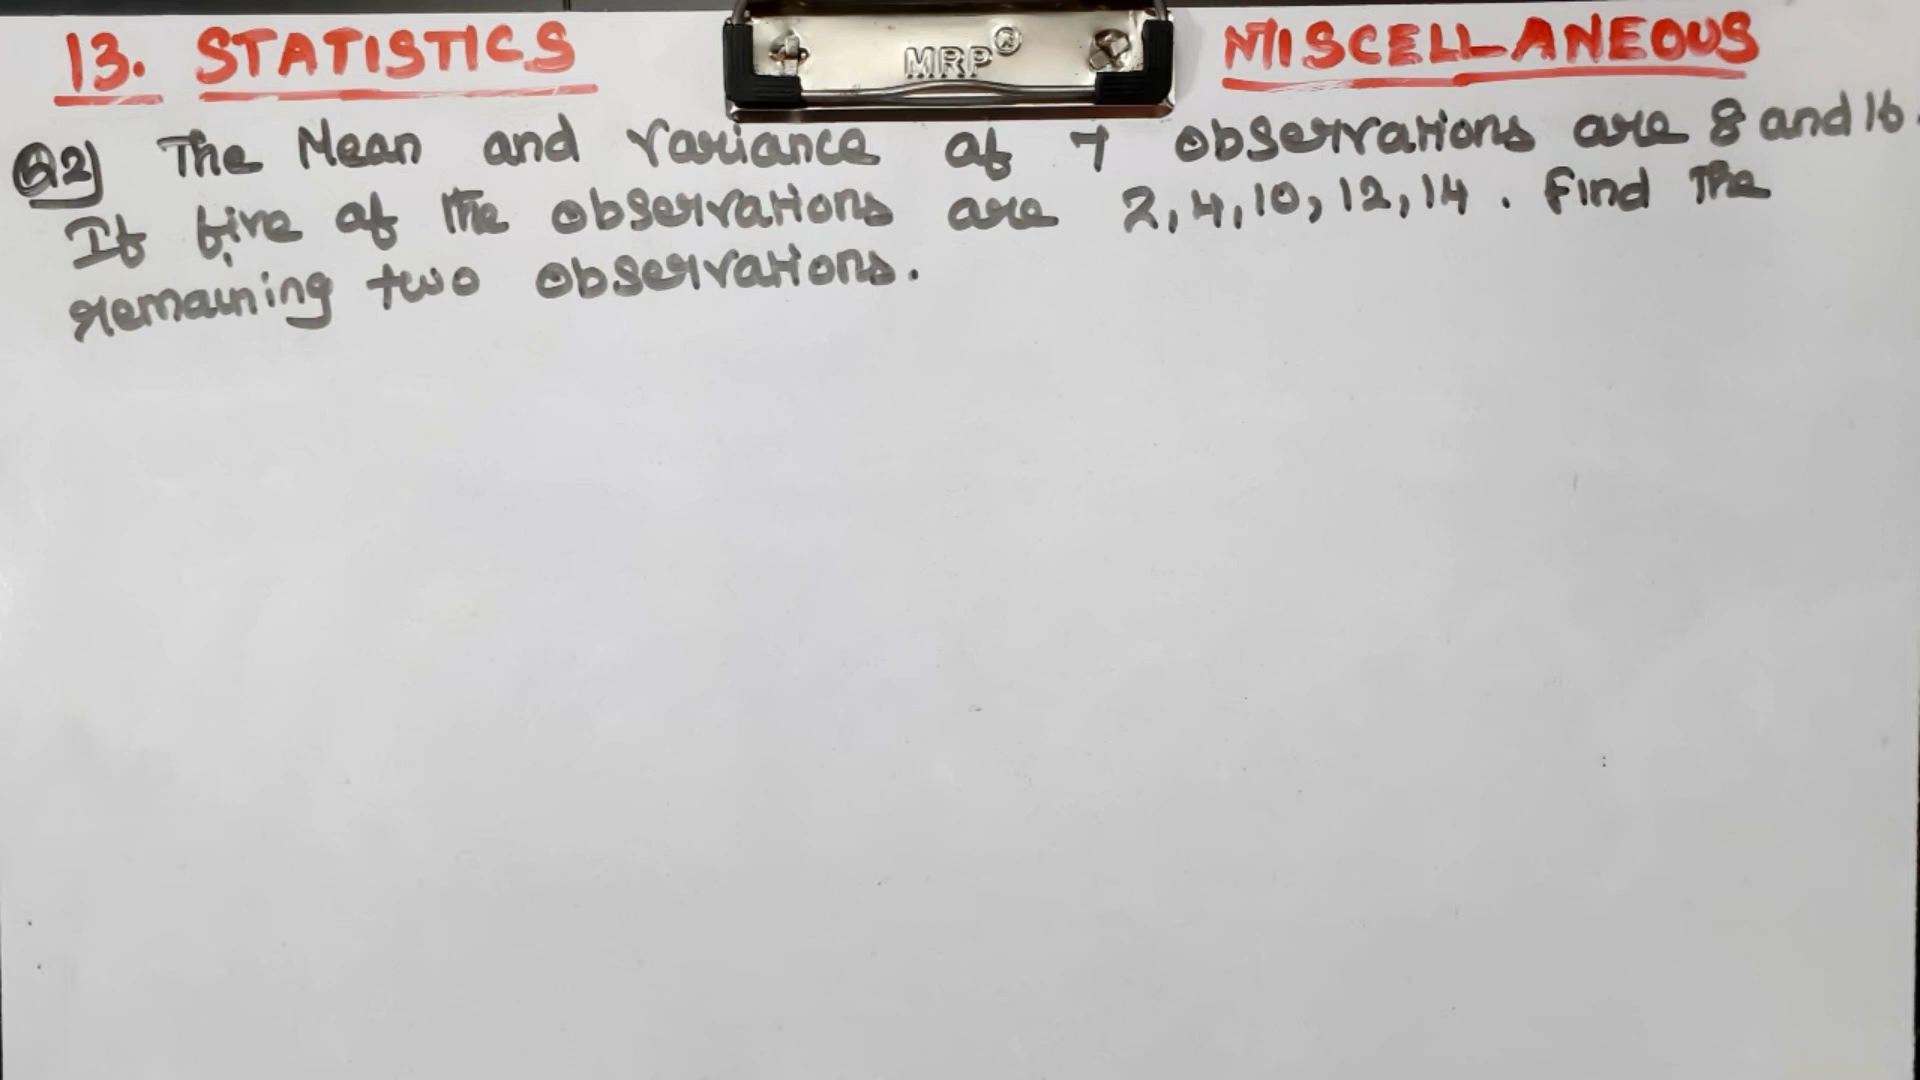 13. STATISTICS
MRP®
MISCELLANEOUS
Q2) The Mean and Variance of 7 observations are 8 and 16.
If five of the observations are 2, 4, 10, 12, 14. Find the
remaining two observations.